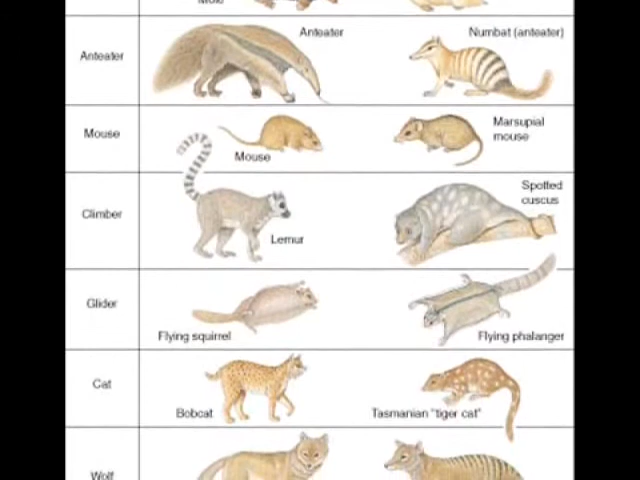 Mole
Anteater
Anteater
Numbat (anteater)
Mouse
Mouse
Marsupial
mouse
Climber
Lemur
Spotted
cuscus
Glider
Flying squirrel
Flying phalanger
Cat
Bobcat
Tasmanian "tiger cat"
Wolf